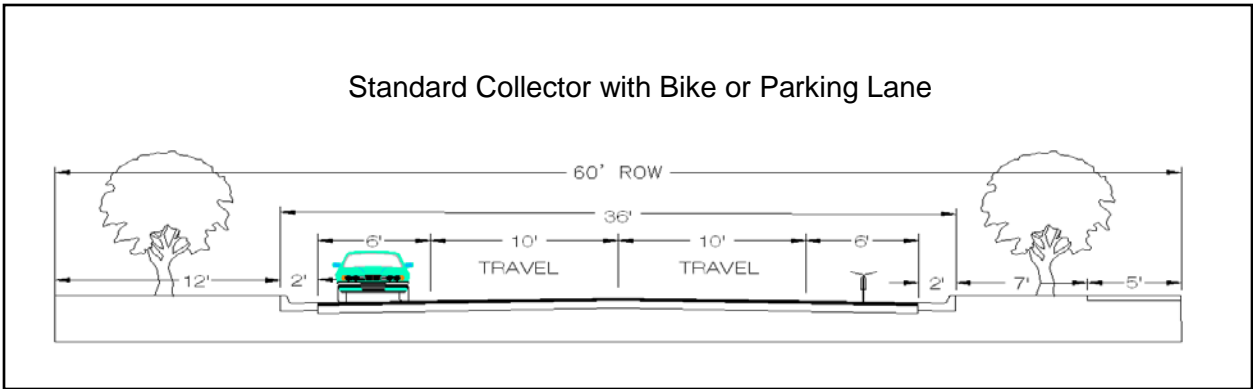 Standard Collector with Bike or Parking Lane
60' ROW
36'
6' 10' 10' 6'
TRAVEL TRAVEL
12' 2' 2' 7' 5'